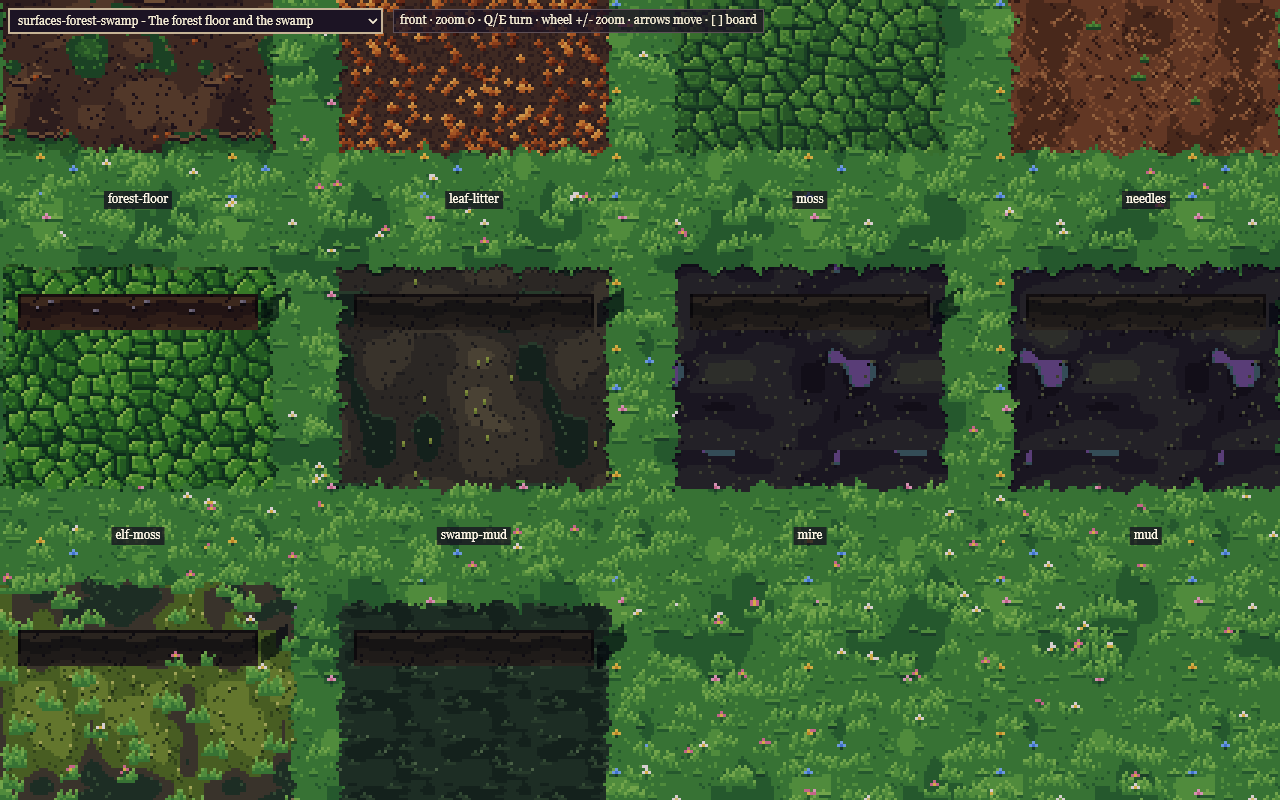 surfaces-forest-swamp - The forest floor and the swamp
front · zoom 0 · Q/E turn · wheel +/- zoom · arrows move · [ ] board
forest-floor
leaf-litter
moss
needles
elf-moss
swamp-mud
mire
mud